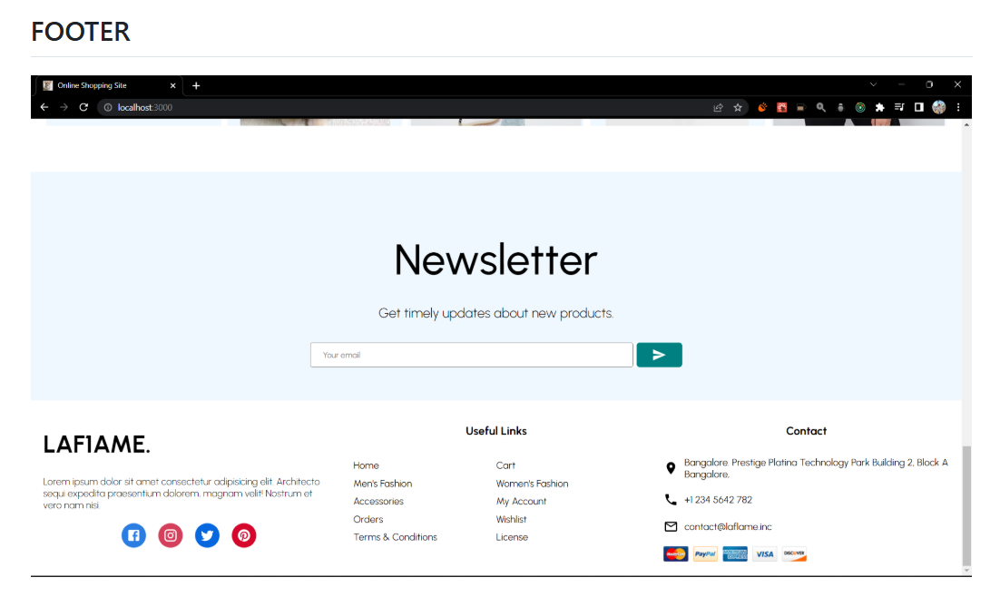 FOOTER
Online Shopping Site
localhost:3000
Newsletter
Get timely updates about new products.
Your email
LAF1AME.
Lorem ipsum dolor sit amet consectetur adipisicing elit. Architecto
sequi expedita praesentium dolorem, magnam velit! Nostrum et
vero nam nisi.
Useful Links
Home
Cart
Men's Fashion
Women's Fashion
Accessories
My Account
Orders
Wishlist
Terms & Conditions
License
Contact
Bangalore. Prestige Platina Technology Park Building 2, Block A
Bangalore,
+1 234 5642 782
contact@laflame.inc
PayPal
VISA
DISCOVER